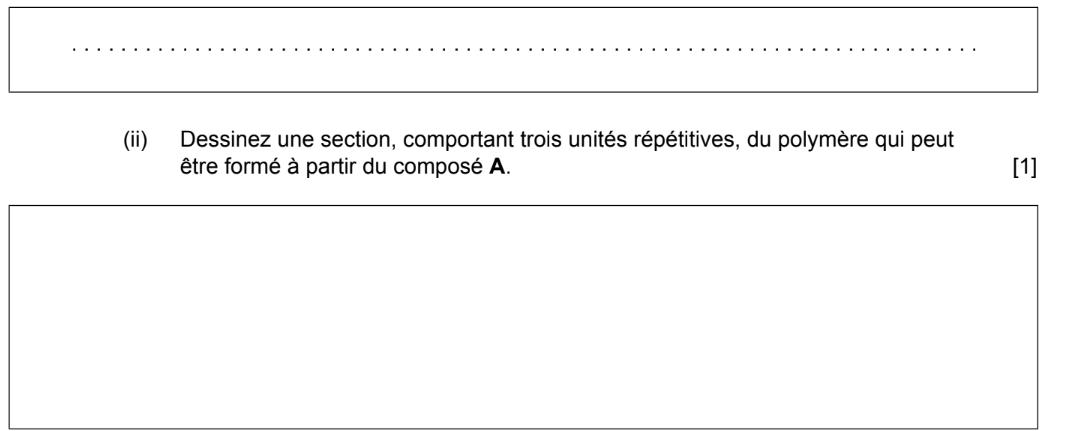 (ii) Dessinez une section, comportant trois unités répétitives, du polymère qui peut
être formé à partir du composé A. [1]